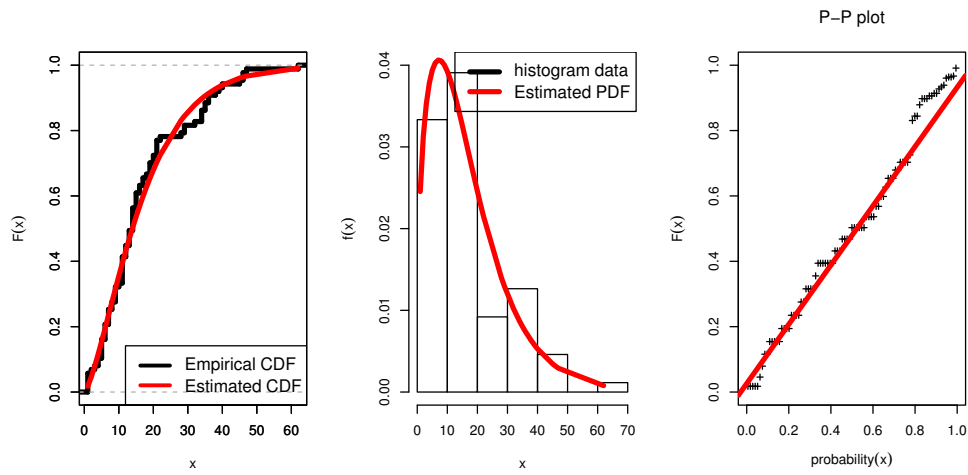 F(x)
0.0 0.2 0.4 0.6 0.8 1.0
Empirical CDF
Estimated CDF
0 10 20 30 40 50 60
x
f(x)
0.00 0.01 0.02 0.03 0.04
histogram data
Estimated PDF
0 10 20 30 40 50 60 70
x
P−P plot
F(x)
0.0 0.2 0.4 0.6 0.8 1.0
0.0 0.2 0.4 0.6 0.8 1.0
probability(x)